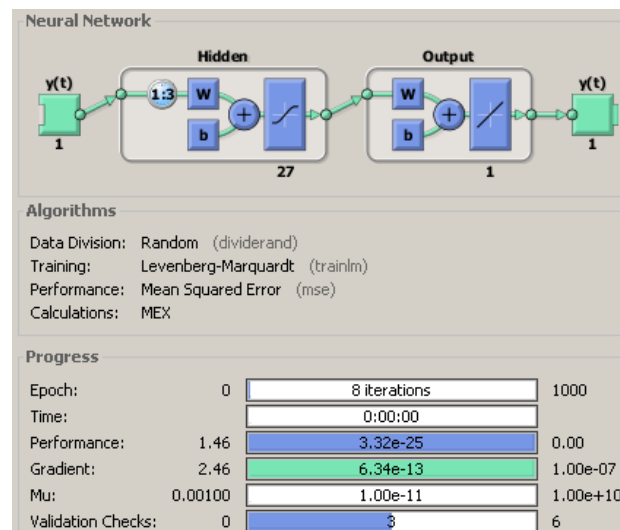 Neural Network
Hidden Output
y(t) 1:3 W b W b y(t)
1 27 1 1
Algorithms
Data Division: Random (dividerand)
Training: Levenberg-Marquardt (trainlm)
Performance: Mean Squared Error (mse)
Calculations: MEX
Progress
Epoch: 0 8 iterations 1000
Time: 0:00:00
Performance: 1.46 3.32e-25 0.00
Gradient: 2.46 6.34e-13 1.00e-07
Mu: 0.00100 1.00e-11 1.00e+10
Validation Checks: 0 3 6